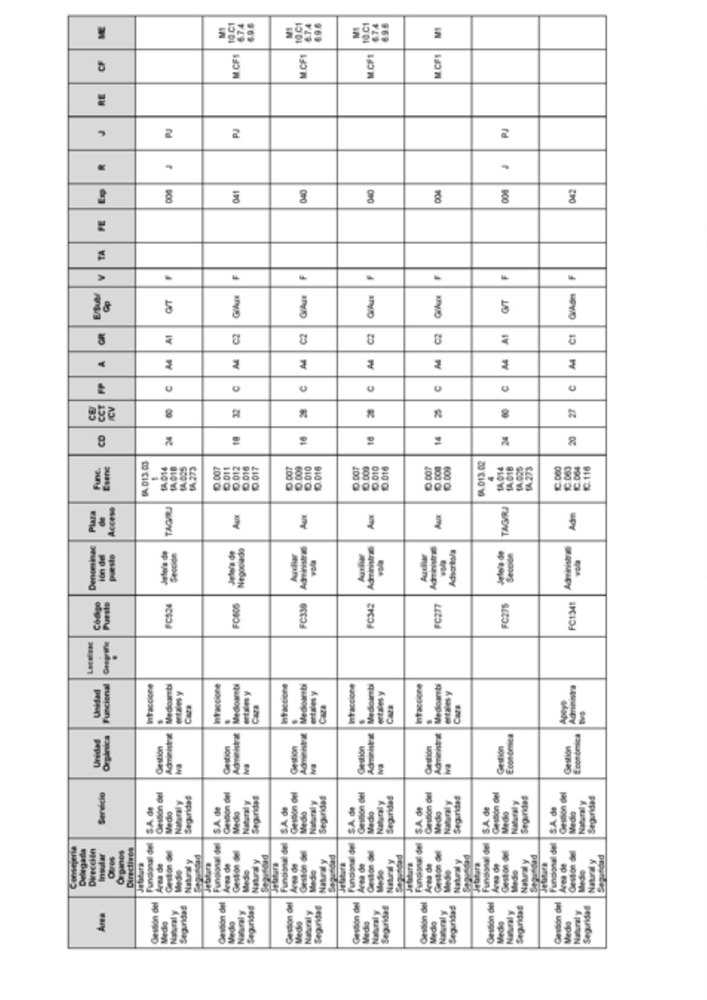 Área
Consejería
Delegada
Dirección
Insular
Otros
Órganos
Directivos
Servicio
Unidad
Orgánica
Unidad
Funcional
Localizac
.
Geográfic
a
Código
Puesto
Denominac
ión del
puesto
Plaza
de
Acceso
Func.
Esenc
CD
CE/
CCT
/CV
FP
A
GR
E/Sub/
Gp
V
TA
FE
Exp
R
J
RE
CF
ME
Gestión del
Medio
Natural y
Seguridad
Jefatura
Funcional del
Área de
Gestión del
Medio
Natural y
Seguridad
S.A. de
Gestión del
Medio
Natural y
Seguridad
Gestión
Administrat
iva
Infraccione
s
Medioambi
entales y
Caza
FC524
Jefe/a de
Sección
TAG/RJ
fA.013.03
1
fA.014
fA.018
fA.025
fA.273
24
60
C
A4
A1
G/T
F
006
J
PJ
Gestión del
Medio
Natural y
Seguridad
Jefatura
Funcional del
Área de
Gestión del
Medio
Natural y
Seguridad
S.A. de
Gestión del
Medio
Natural y
Seguridad
Gestión
Administrat
iva
Infraccione
s
Medioambi
entales y
Caza
FC605
Jefe/a de
Negociado
Aux
fD.007
fD.011
fD.012
fD.016
fD.017
18
32
C
A4
C2
G/Aux
F
041
PJ
M.CF1
M1
10.C1
6.7.4
6.9.6
Gestión del
Medio
Natural y
Seguridad
Jefatura
Funcional del
Área de
Gestión del
Medio
Natural y
Seguridad
S.A. de
Gestión del
Medio
Natural y
Seguridad
Gestión
Administrat
iva
Infraccione
s
Medioambi
entales y
Caza
FC339
Auxiliar
Administrati
vo/a
Aux
fD.007
fD.009
fD.010
fD.016
16
28
C
A4
C2
G/Aux
F
040
M.CF1
M1
10.C1
6.7.4
6.9.6
Gestión del
Medio
Natural y
Seguridad
Jefatura
Funcional del
Área de
Gestión del
Medio
Natural y
Seguridad
S.A. de
Gestión del
Medio
Natural y
Seguridad
Gestión
Administrat
iva
Infraccione
s
Medioambi
entales y
Caza
FC342
Auxiliar
Administrati
vo/a
Aux
fD.007
fD.009
fD.010
fD.016
16
28
C
A4
C2
G/Aux
F
040
M.CF1
M1
10.C1
6.7.4
6.9.6
Gestión del
Medio
Natural y
Seguridad
Jefatura
Funcional del
Área de
Gestión del
Medio
Natural y
Seguridad
S.A. de
Gestión del
Medio
Natural y
Seguridad
Gestión
Administrat
iva
Infraccione
s
Medioambi
entales y
Caza
FC277
Auxiliar
Administrati
vo/a
Adscrito/a
Aux
fD.007
fD.008
fD.009
14
25
C
A4
C2
G/Aux
F
004
M.CF1
M1
Gestión del
Medio
Natural y
Seguridad
Jefatura
Funcional del
Área de
Gestión del
Medio
Natural y
Seguridad
S.A. de
Gestión del
Medio
Natural y
Seguridad
Gestión
Económica
FC275
Jefe/a de
Sección
TAG/RJ
fA.013.02
4
fA.014
fA.018
fA.025
fA.273
24
60
C
A4
A1
G/T
F
006
J
PJ
Gestión del
Medio
Natural y
Seguridad
Jefatura
Funcional del
Área de
Gestión del
Medio
Natural y
Seguridad
S.A. de
Gestión del
Medio
Natural y
Seguridad
Gestión
Económica
Apoyo
Administra
tivo
FC1341
Administrati
vo/a
Adm
fC.060
fC.063
fC.064
fC.116
20
27
C
A4
C1
G/Adm
F
042